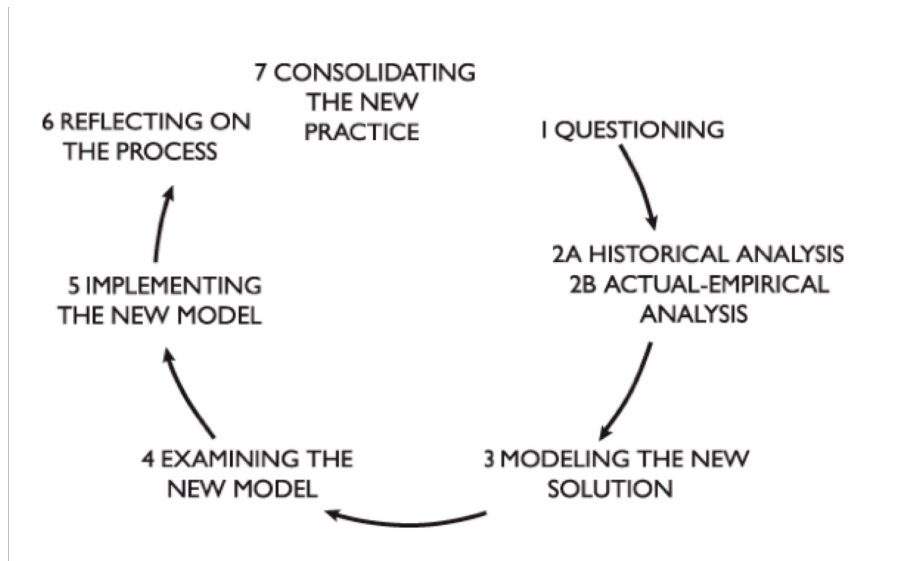 1 QUESTIONING
2A HISTORICAL ANALYSIS
2B ACTUAL-EMPIRICAL
ANALYSIS
3 MODELING THE NEW
SOLUTION
4 EXAMINING THE
NEW MODEL
5 IMPLEMENTING
THE NEW MODEL
6 REFLECTING ON
THE PROCESS
7 CONSOLIDATING
THE NEW
PRACTICE